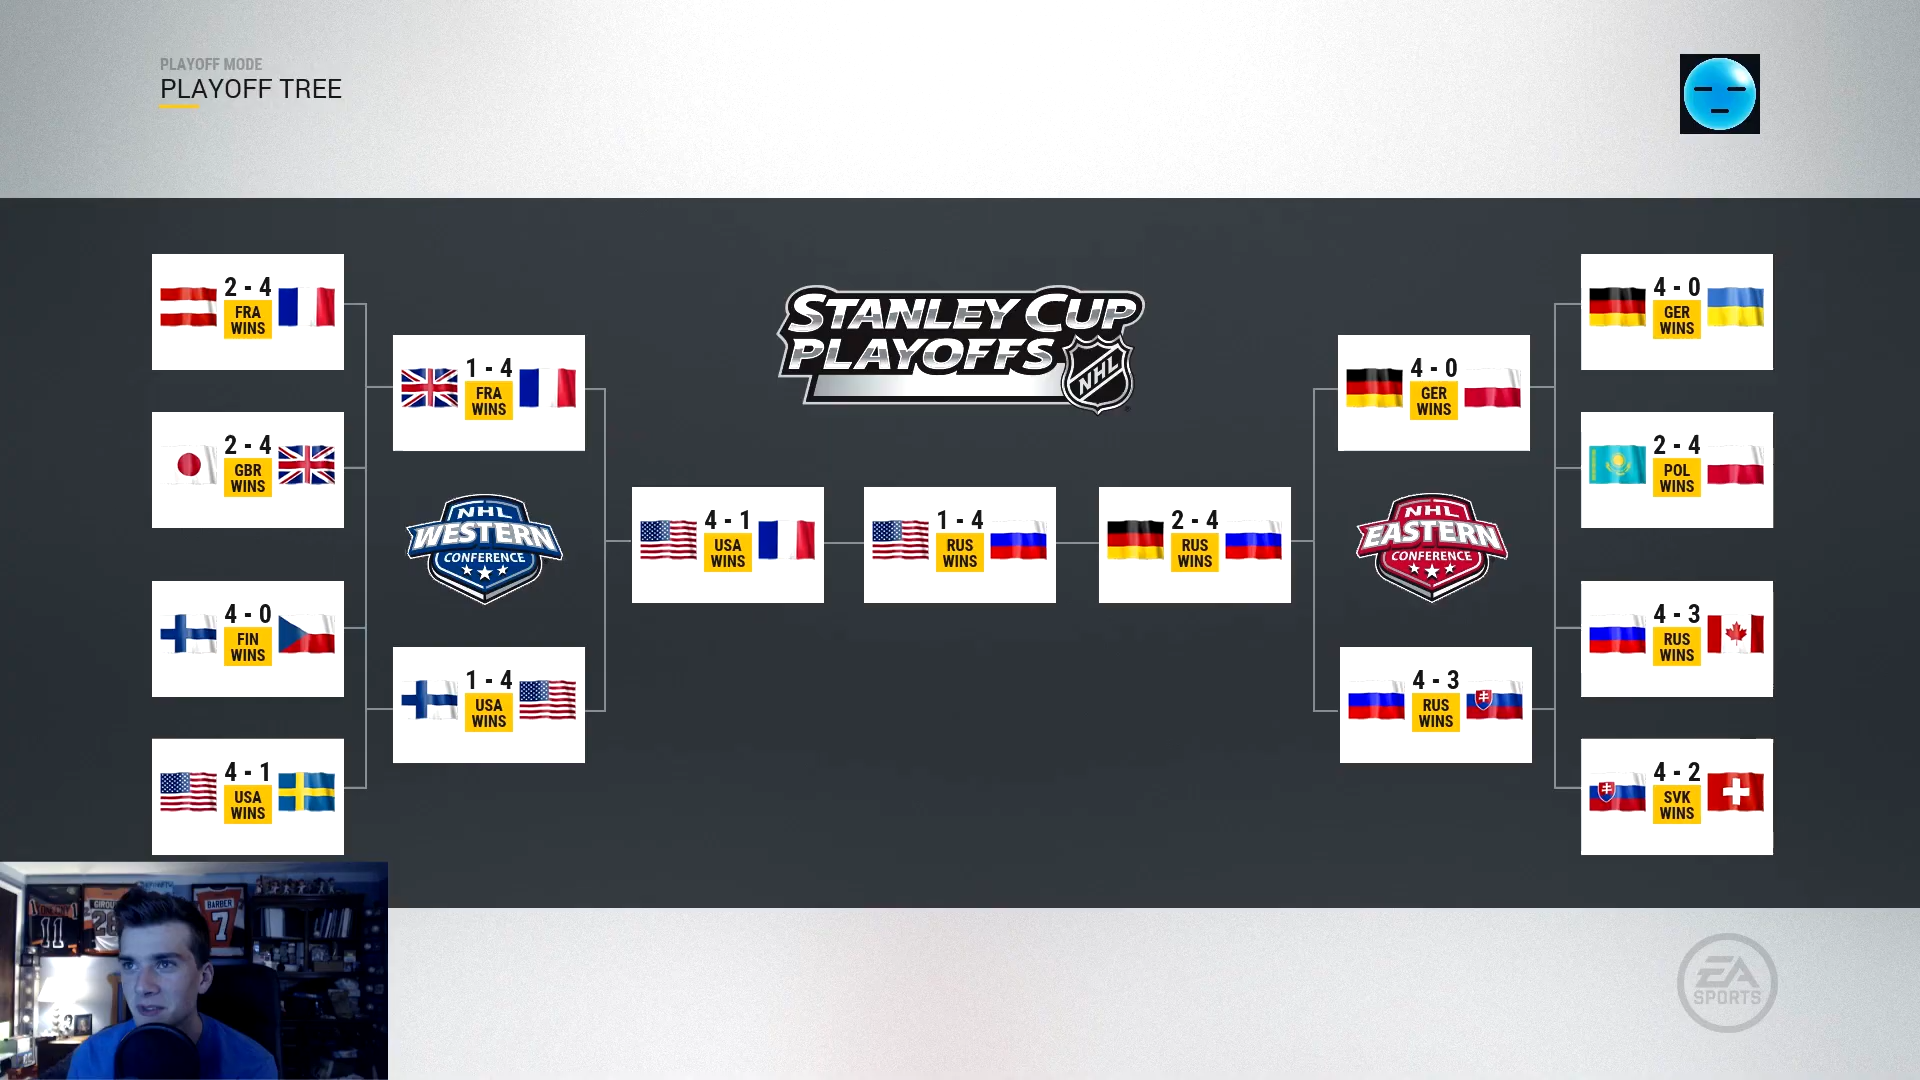 PLAYOFF MODE
PLAYOFF TREE
2 - 4
FRA
WINS
2 - 4
GBR
WINS
4 - 0
FIN
WINS
4 - 1
USA
WINS
1 - 4
FRA
WINS
NHL
WESTERN
CONFERENCE
1 - 4
USA
WINS
STANLEY CUP
PLAYOFFS
NHL
4 - 1
USA
WINS
1 - 4
RUS
WINS
2 - 4
RUS
WINS
4 - 0
GER
WINS
NHL
EASTERN
CONFERENCE
4 - 3
RUS
WINS
4 - 0
GER
WINS
2 - 4
POL
WINS
4 - 3
RUS
WINS
4 - 2
SVK
WINS
11
28
BARBER
7
EA
SPORTS